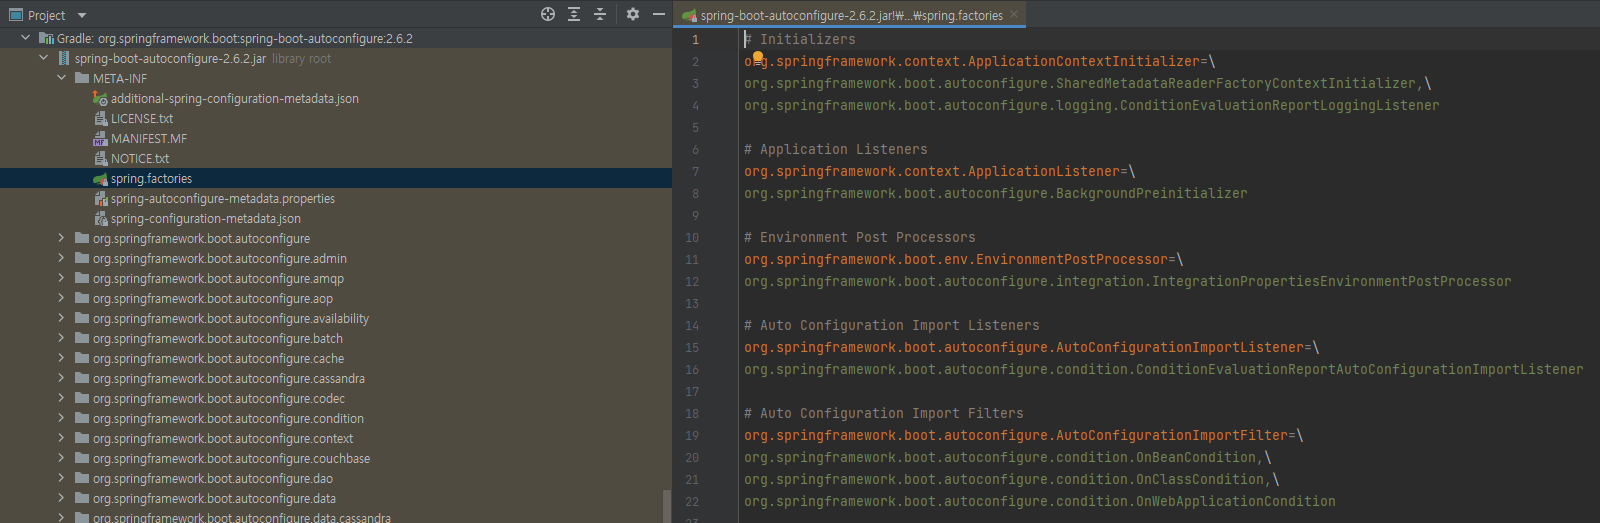 Project
Gradle: org.springframework.boot:spring-boot-autoconfigure:2.6.2
spring-boot-autoconfigure-2.6.2.jar library root
META-INF
additional-spring-configuration-metadata.json
LICENSE.txt
MANIFEST.MF
NOTICE.txt
spring.factories
spring-autoconfigure-metadata.properties
spring-configuration-metadata.json
org.springframework.boot.autoconfigure
org.springframework.boot.autoconfigure.admin
org.springframework.boot.autoconfigure.amqp
org.springframework.boot.autoconfigure.aop
org.springframework.boot.autoconfigure.availability
org.springframework.boot.autoconfigure.batch
org.springframework.boot.autoconfigure.cache
org.springframework.boot.autoconfigure.cassandra
org.springframework.boot.autoconfigure.codec
org.springframework.boot.autoconfigure.condition
org.springframework.boot.autoconfigure.context
org.springframework.boot.autoconfigure.couchbase
org.springframework.boot.autoconfigure.dao
org.springframework.boot.autoconfigure.data
org.springframework.boot.autoconfigure.data.cassandra
spring-boot-autoconfigure-2.6.2.jar!₩...₩spring.factories
1 # Initializers
2 org.springframework.context.ApplicationContextInitializer=\
3 org.springframework.boot.autoconfigure.SharedMetadataReaderFactoryContextInitializer,\
4 org.springframework.boot.autoconfigure.logging.ConditionEvaluationReportLoggingListener
5
6 # Application Listeners
7 org.springframework.context.ApplicationListener=\
8 org.springframework.boot.autoconfigure.BackgroundPreinitializer
9
10 # Environment Post Processors
11 org.springframework.boot.env.EnvironmentPostProcessor=\
12 org.springframework.boot.autoconfigure.integration.IntegrationPropertiesEnvironmentPostProcessor
13
14 # Auto Configuration Import Listeners
15 org.springframework.boot.autoconfigure.AutoConfigurationImportListener=\
16 org.springframework.boot.autoconfigure.condition.ConditionEvaluationReportAutoConfigurationImportListener
17
18 # Auto Configuration Import Filters
19 org.springframework.boot.autoconfigure.AutoConfigurationImportFilter=\
20 org.springframework.boot.autoconfigure.condition.OnBeanCondition,\
21 org.springframework.boot.autoconfigure.condition.OnClassCondition,\
22 org.springframework.boot.autoconfigure.condition.OnWebApplicationCondition